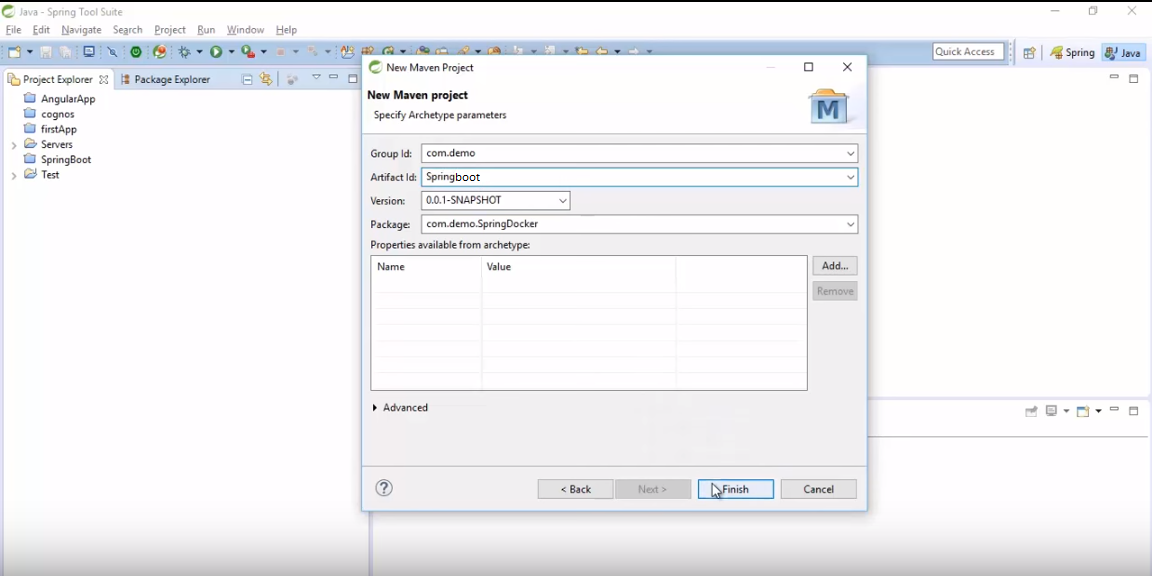 Java - Spring Tool Suite
File Edit Navigate Search Project Run Window Help
Quick Access Spring Java
Project Explorer Package Explorer
AngularApp
cognos
firstApp
Servers
SpringBoot
Test
New Maven Project
New Maven project
Specify Archetype parameters
M
Group Id: com.demo
Artifact Id: Springboot
Version: 0.0.1-SNAPSHOT
Package: com.demo.SpringDocker
Properties available from archetype:
Name Value
Add...
Remove
Advanced
? < Back Next > Finish Cancel